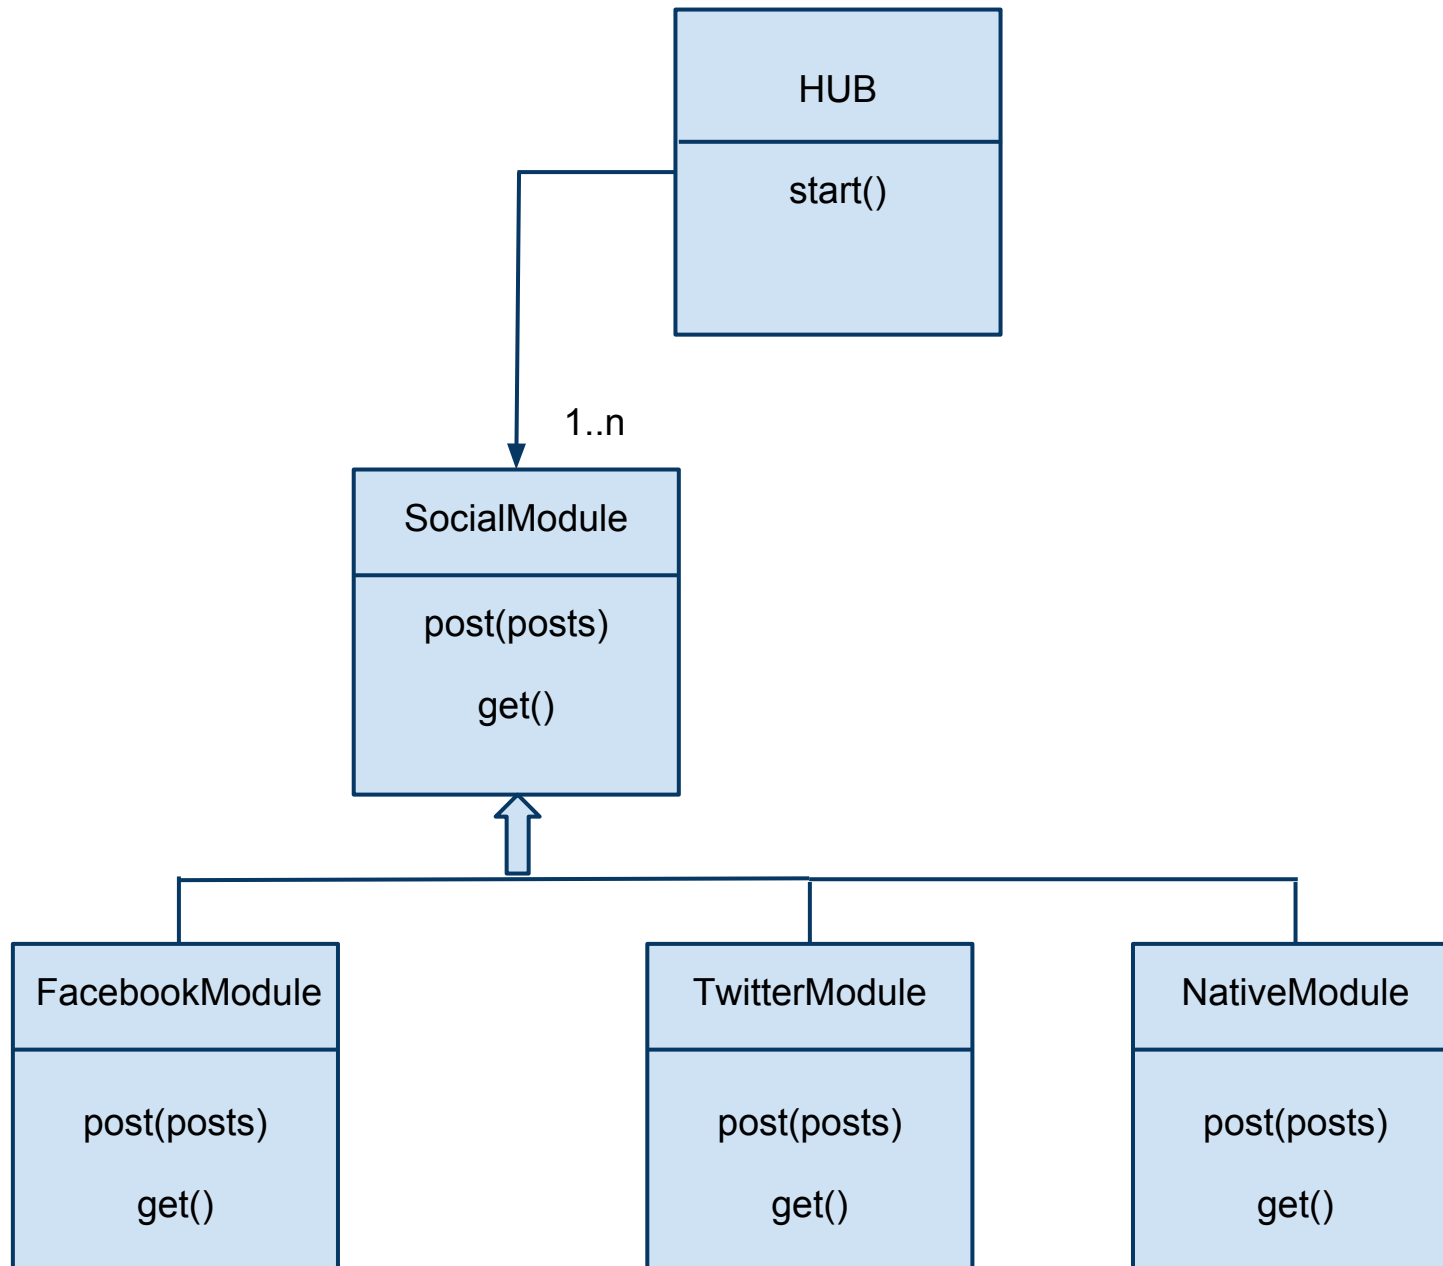 HUB
start()
1..n
SocialModule
post(posts)
get()
FacebookModule
post(posts)
get()
TwitterModule
post(posts)
get()
NativeModule
post(posts)
get()